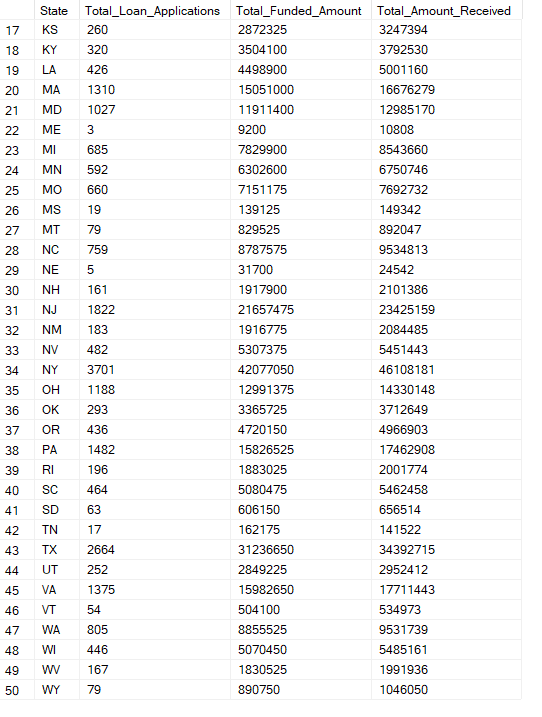 State Total_Loan_Applications Total_Funded_Amount Total_Amount_Received
17 KS 260 2872325 3247394
18 KY 320 3504100 3792530
19 LA 426 4498900 5001160
20 MA 1310 15051000 16676279
21 MD 1027 11911400 12985170
22 ME 3 9200 10808
23 MI 685 7829900 8543660
24 MN 592 6302600 6750746
25 MO 660 7151175 7692732
26 MS 19 139125 149342
27 MT 79 829525 892047
28 NC 759 8787575 9534813
29 NE 5 31700 24542
30 NH 161 1917900 2101386
31 NJ 1822 21657475 23425159
32 NM 183 1916775 2084485
33 NV 482 5307375 5451443
34 NY 3701 42077050 46108181
35 OH 1188 12991375 14330148
36 OK 293 3365725 3712649
37 OR 436 4720150 4966903
38 PA 1482 15826525 17462908
39 RI 196 1883025 2001774
40 SC 464 5080475 5462458
41 SD 63 606150 656514
42 TN 17 162175 141522
43 TX 2664 31236650 34392715
44 UT 252 2849225 2952412
45 VA 1375 15982650 17711443
46 VT 54 504100 534973
47 WA 805 8855525 9531739
48 WI 446 5070450 5485161
49 WV 167 1830525 1991936
50 WY 79 890750 1046050